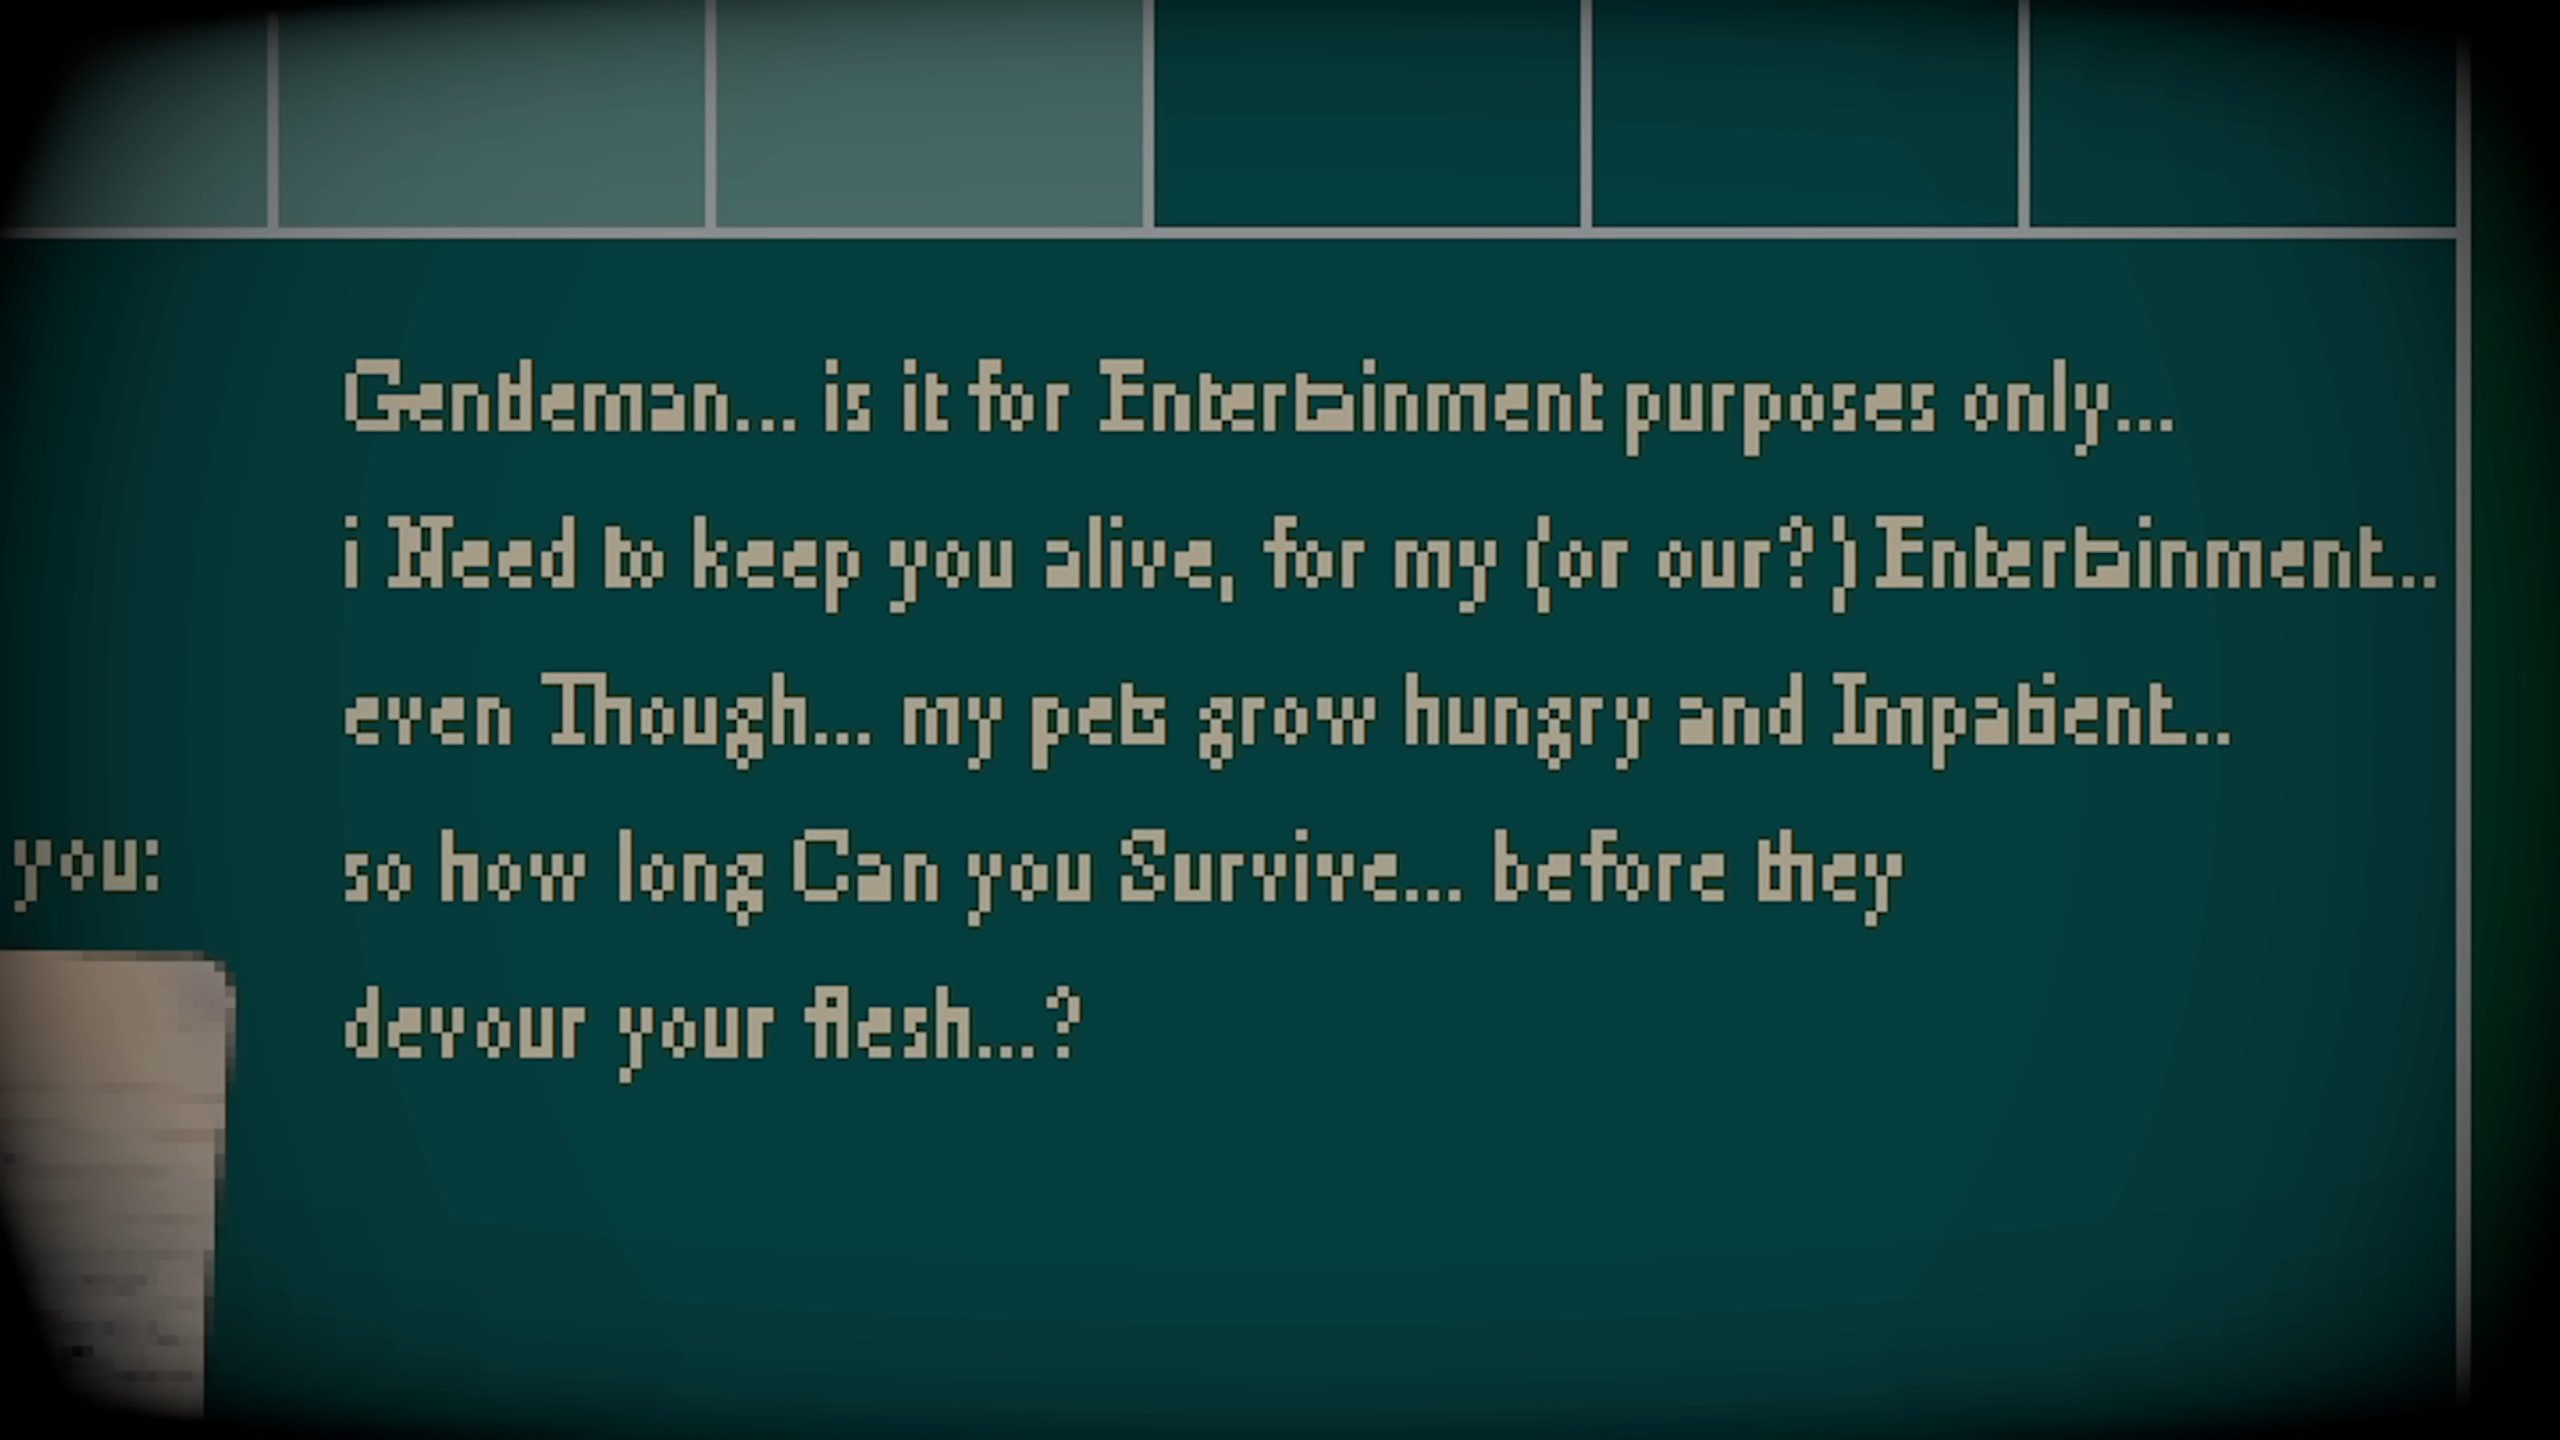 Gentleman... is it for Entertainment purposes only...
i Need to keep you alive, for my (or our?) Entertainment...
even Though... my pets grow hungry and Impatient...
you:
so how long Can you Survive... before they
devour your flesh...?